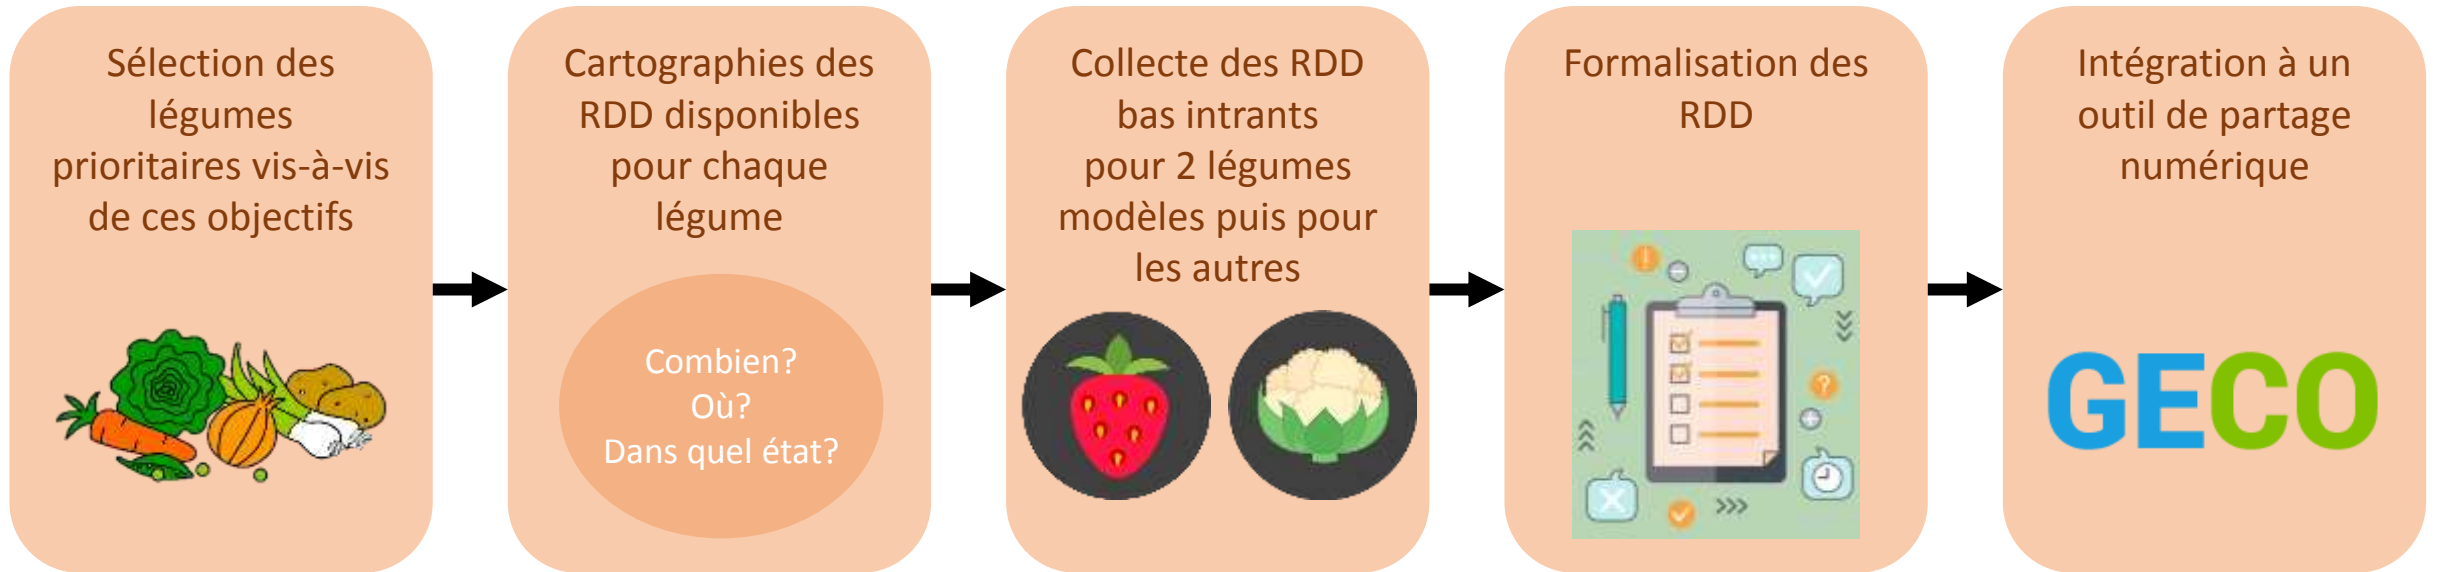 Sélection des
légumes
prioritaires vis-à-vis
de ces objectifs
Cartographies des
RDD disponibles
pour chaque
légume
Combien?
Où?
Dans quel état?
Collecte des RDD
bas intrants
pour 2 légumes
modèles puis pour
les autres
Formalisation des
RDD
Intégration à un
outil de partage
numérique
GECO